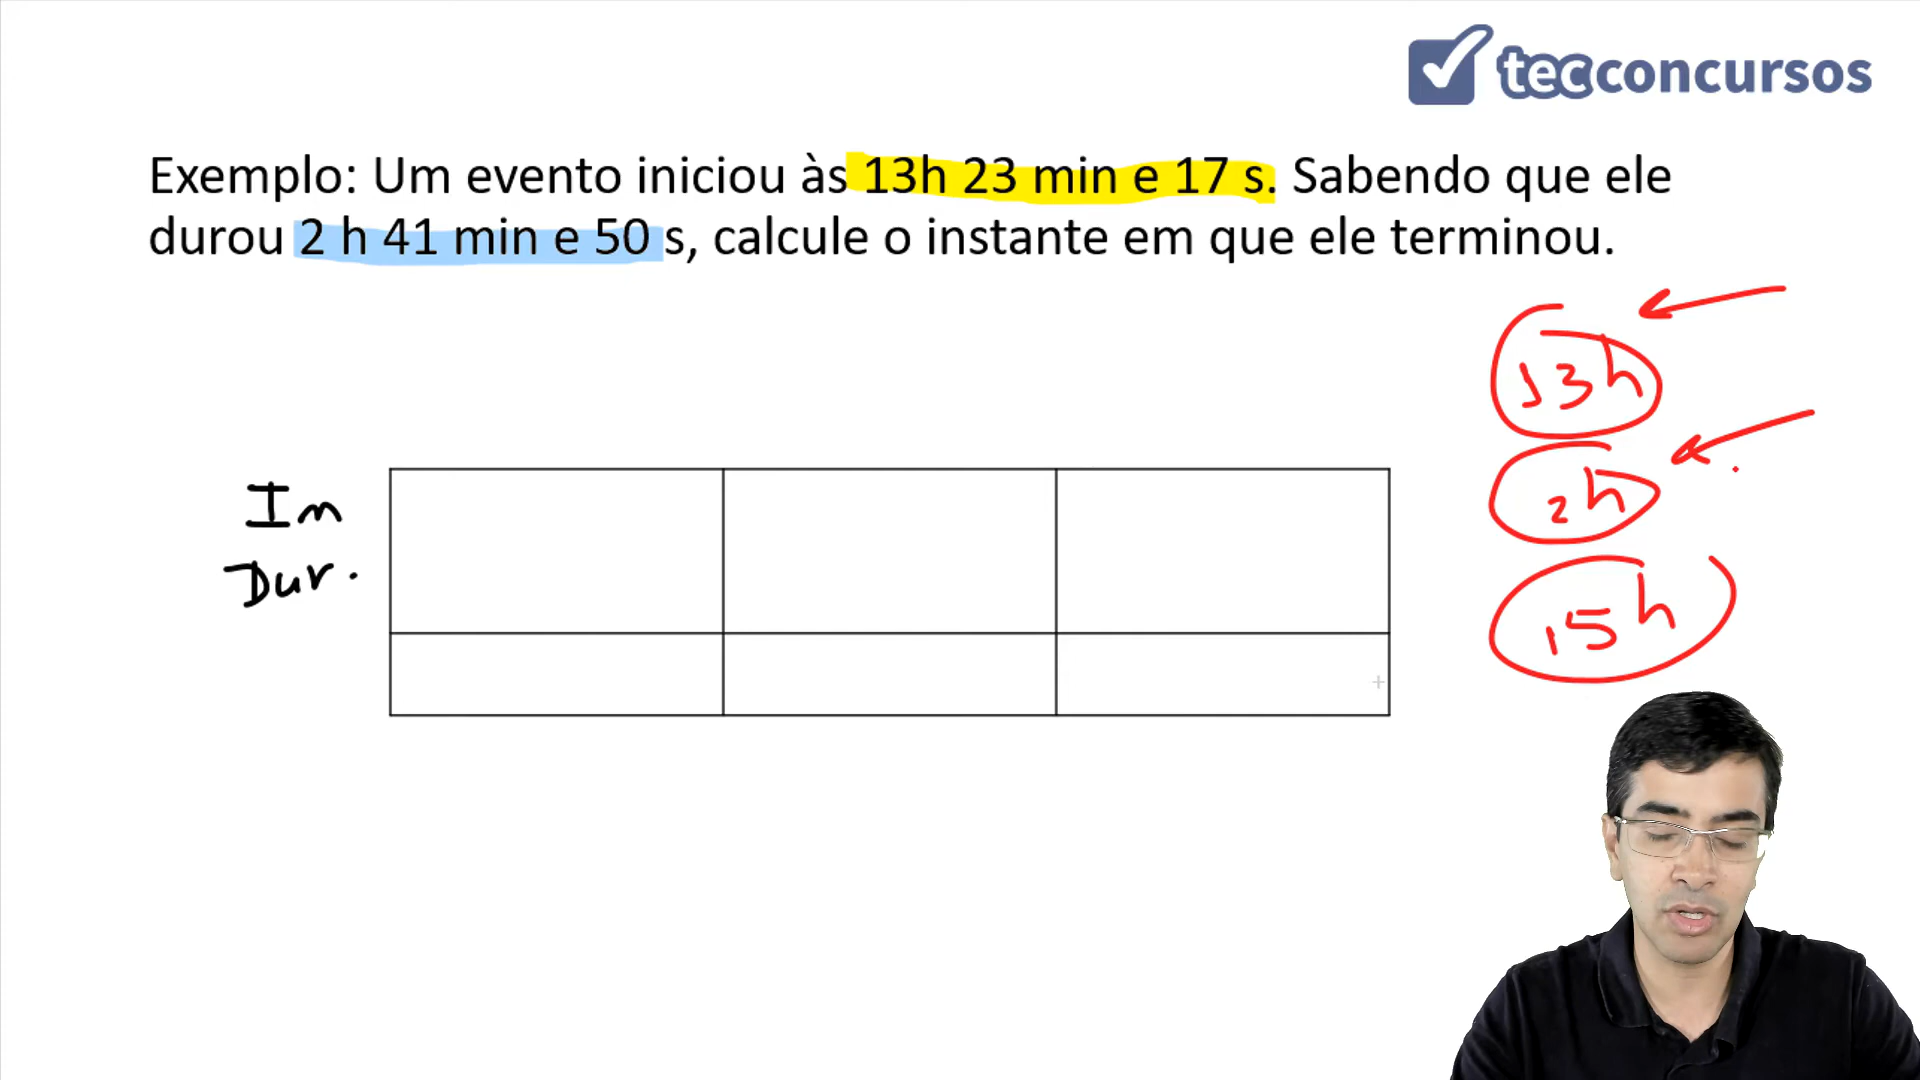 tecconcursos
Exemplo: Um evento iniciou às 13h 23 min e 17 s. Sabendo que ele
durou 2 h 41 min e 50 s, calcule o instante em que ele terminou.
13h
2h
In
Dur.
15h